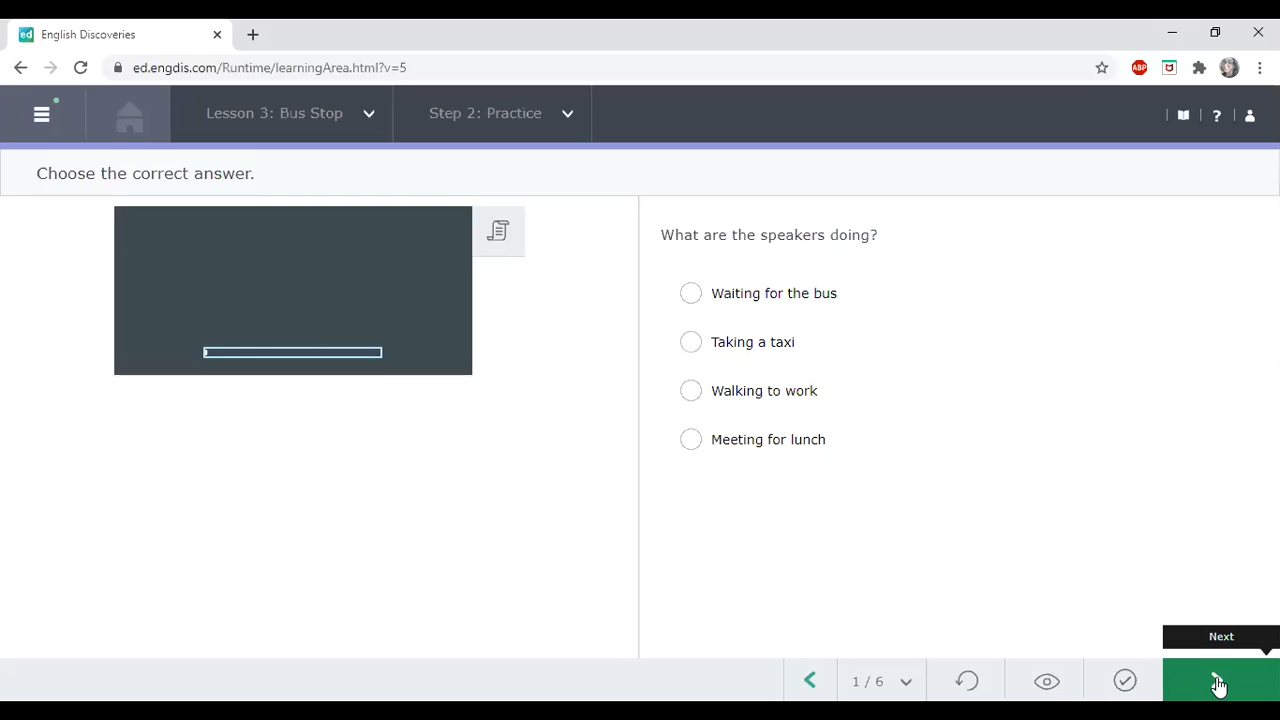 ed English Discoveries
ed.engdis.com/Runtime/learningArea.html?v=5
ABP
Lesson 3: Bus Stop
Step 2: Practice
?
Choose the correct answer.
What are the speakers doing?
Waiting for the bus
Taking a taxi
Walking to work
Meeting for lunch
Next
1 / 6